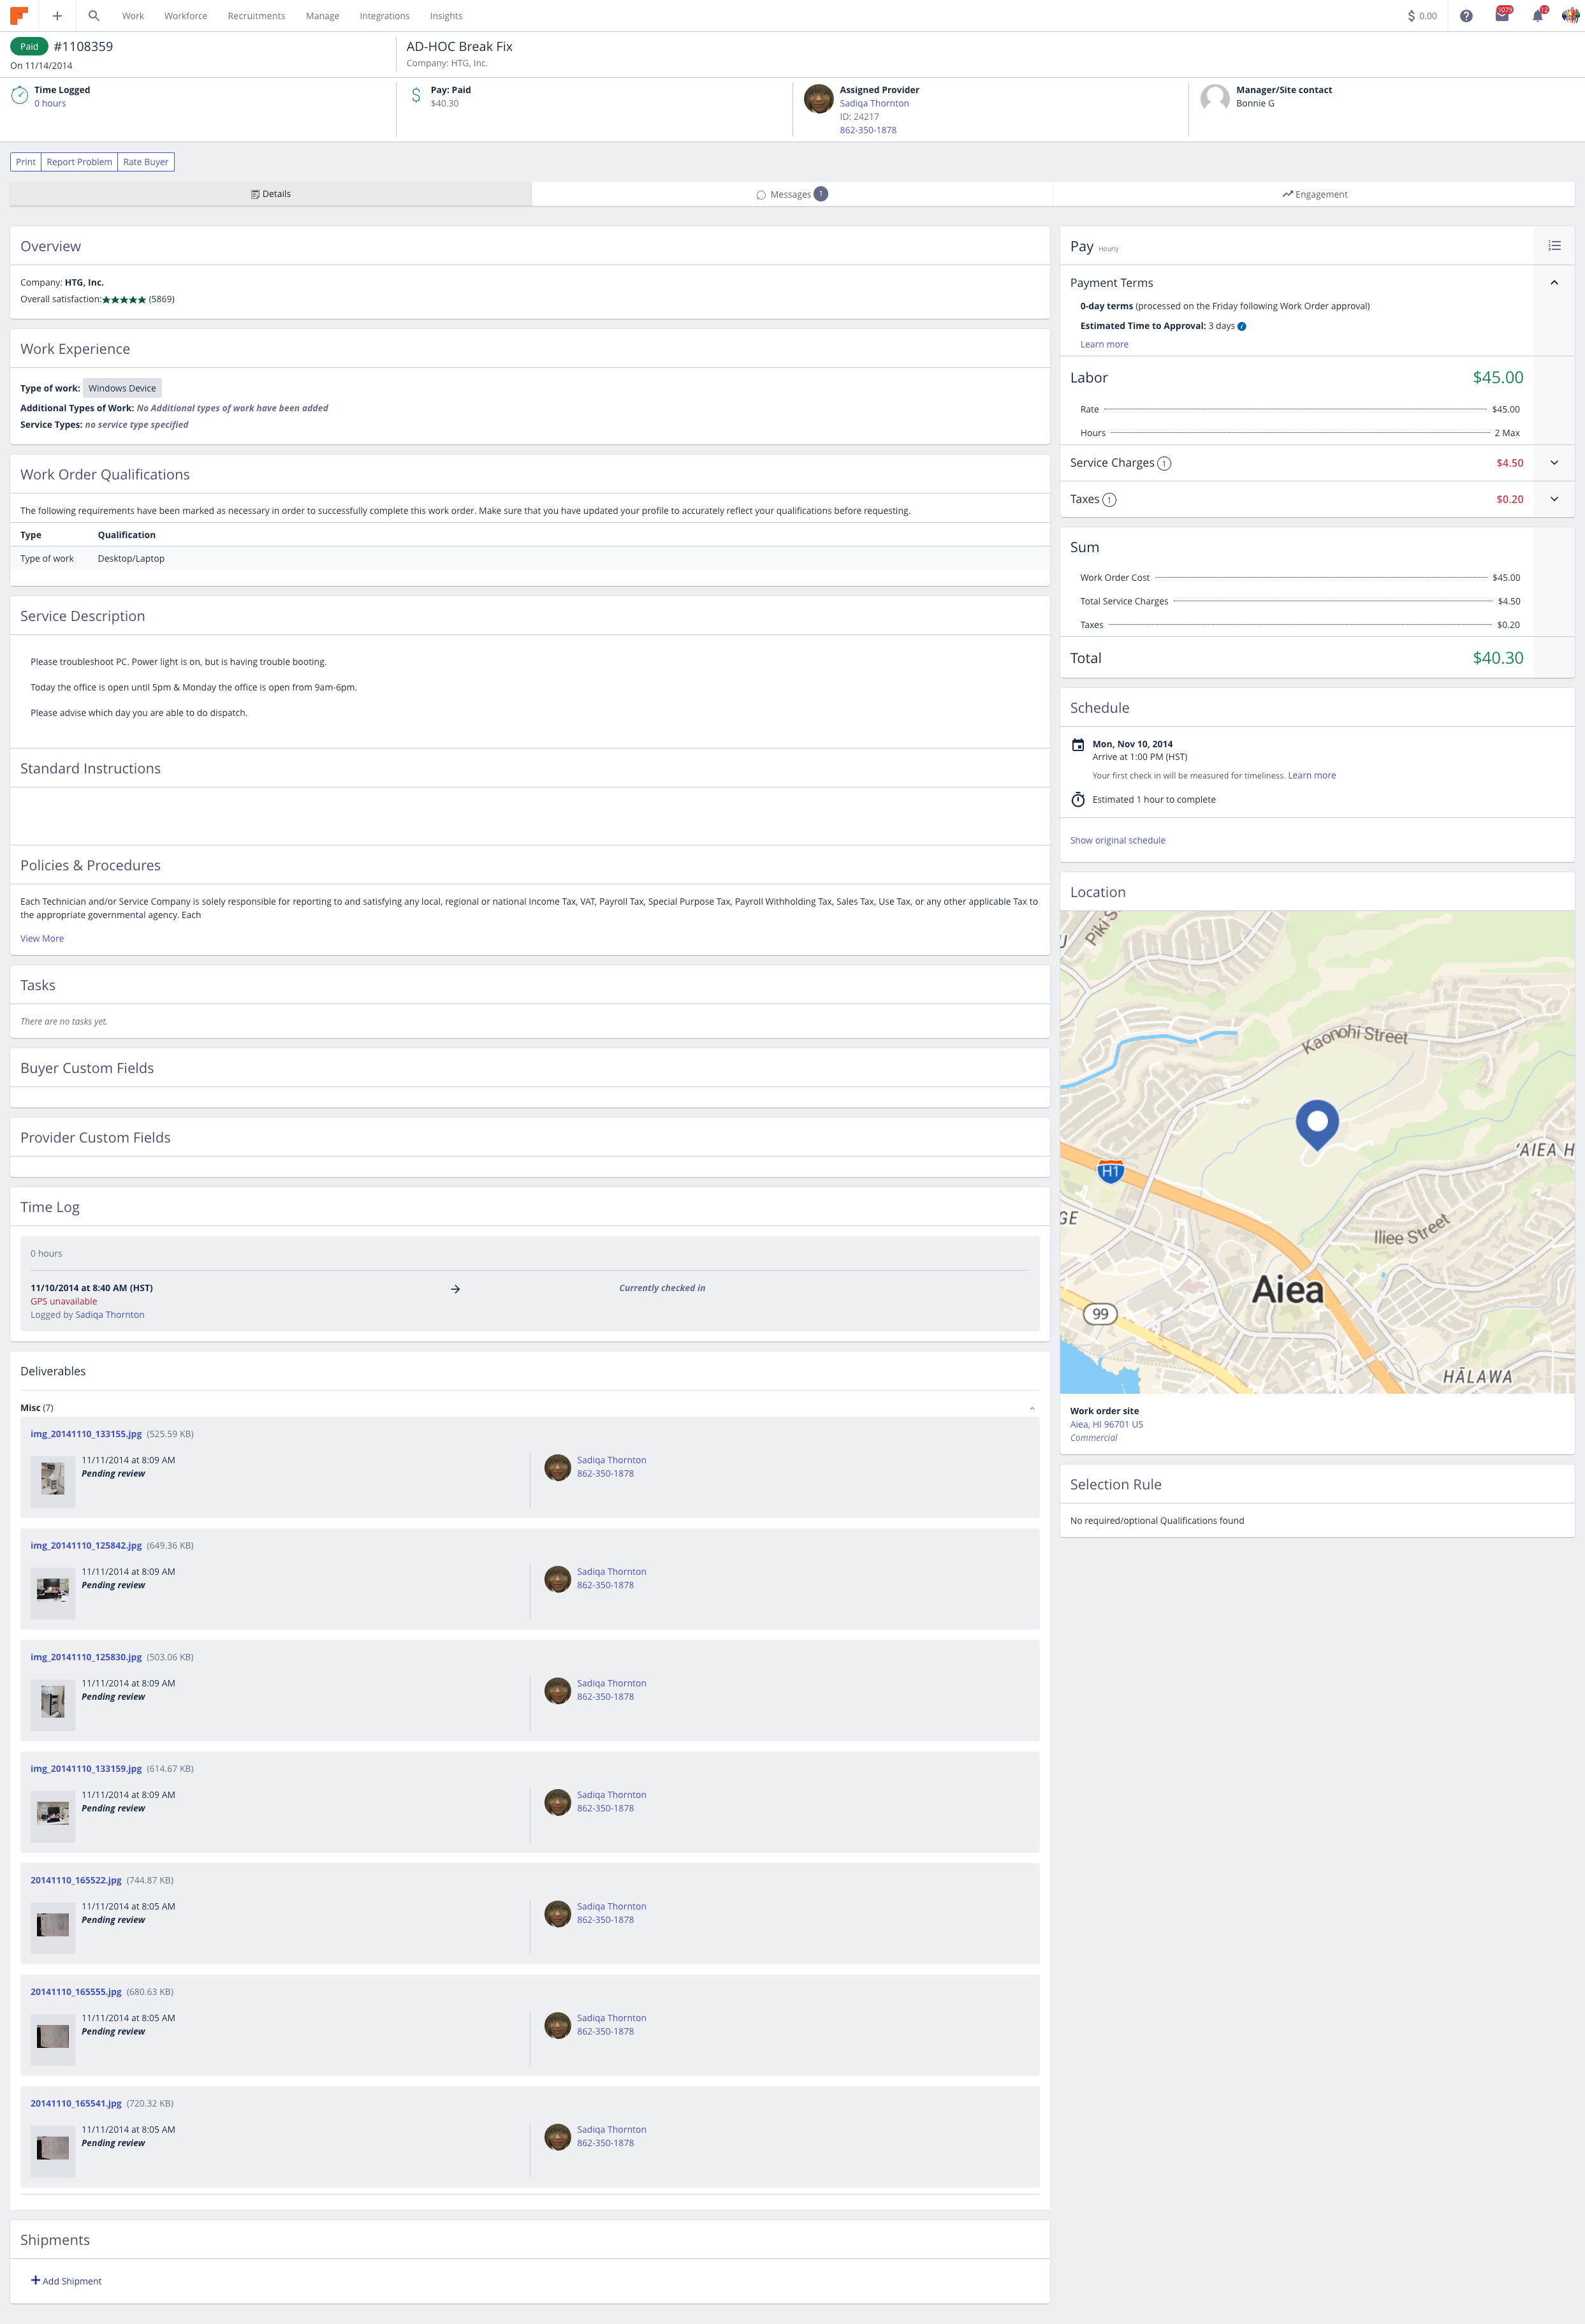 Work Workforce Recruitments Manage Integrations Insights
$ 0.00
1079
12
Paid #1108359
On 11/14/2014
AD-HOC Break Fix
Company: HTG, Inc.
Time Logged
0 hours
Pay: Paid
$40.30
Assigned Provider
Sadiqa Thornton
ID: 24217
862-350-1878
Manager/Site contact
Bonnie G
Print Report Problem Rate Buyer
Details
Messages 1
Engagement
Overview
Company: HTG, Inc.
Overall satisfaction:★★★★★ (5869)
Work Experience
Type of work: Windows Device
Additional Types of Work: No Additional types of work have been added
Service Types: no service type specified
Work Order Qualifications
The following requirements have been marked as necessary in order to successfully complete this work order. Make sure that you have updated your profile to accurately reflect your qualifications before requesting.
Type Qualification
Type of work Desktop/Laptop
Service Description
Please troubleshoot PC. Power light is on, but is having trouble booting.
Today the office is open until 5pm & Monday the office is open from 9am-6pm.
Please advise which day you are able to do dispatch.
Standard Instructions
Policies & Procedures
Each Technician and/or Service Company is solely responsible for reporting to and satisfying any local, regional or national Income Tax, VAT, Payroll Tax, Special Purpose Tax, Payroll Withholding Tax, Sales Tax, Use Tax, or any other applicable Tax to
the appropriate governmental agency. Each
View More
Tasks
There are no tasks yet.
Buyer Custom Fields
Provider Custom Fields
Time Log
0 hours
11/10/2014 at 8:40 AM (HST)
GPS unavailable
Logged by Sadiqa Thornton
Currently checked in
Deliverables
Misc (7)
img_20141110_133155.jpg (525.59 KB)
11/11/2014 at 8:09 AM
Pending review
Sadiqa Thornton
862-350-1878
img_20141110_125842.jpg (649.36 KB)
11/11/2014 at 8:09 AM
Pending review
Sadiqa Thornton
862-350-1878
img_20141110_125830.jpg (503.06 KB)
11/11/2014 at 8:09 AM
Pending review
Sadiqa Thornton
862-350-1878
img_20141110_133159.jpg (614.67 KB)
11/11/2014 at 8:09 AM
Pending review
Sadiqa Thornton
862-350-1878
20141110_165522.jpg (744.87 KB)
11/11/2014 at 8:05 AM
Pending review
Sadiqa Thornton
862-350-1878
20141110_165555.jpg (680.63 KB)
11/11/2014 at 8:05 AM
Pending review
Sadiqa Thornton
862-350-1878
20141110_165541.jpg (720.32 KB)
11/11/2014 at 8:05 AM
Pending review
Sadiqa Thornton
862-350-1878
Shipments
+ Add Shipment
Pay Hourly
Payment Terms
0-day terms (processed on the Friday following Work Order approval)
Estimated Time to Approval: 3 days
Learn more
Labor $45.00
Rate $45.00
Hours 2 Max
Service Charges 1 $4.50
Taxes 1 $0.20
Sum
Work Order Cost $45.00
Total Service Charges $4.50
Taxes $0.20
Total $40.30
Schedule
Mon, Nov 10, 2014
Arrive at 1:00 PM (HST)
Your first check in will be measured for timeliness. Learn more
Estimated 1 hour to complete
Show original schedule
Location
Piki S
U
Kaonohi Street
ʻAIEA H
H1
GE
Iliee Street
Aiea
99
HĀLAWA
Work order site
Aiea, HI 96701 US
Commercial
Selection Rule
No required/optional Qualifications found